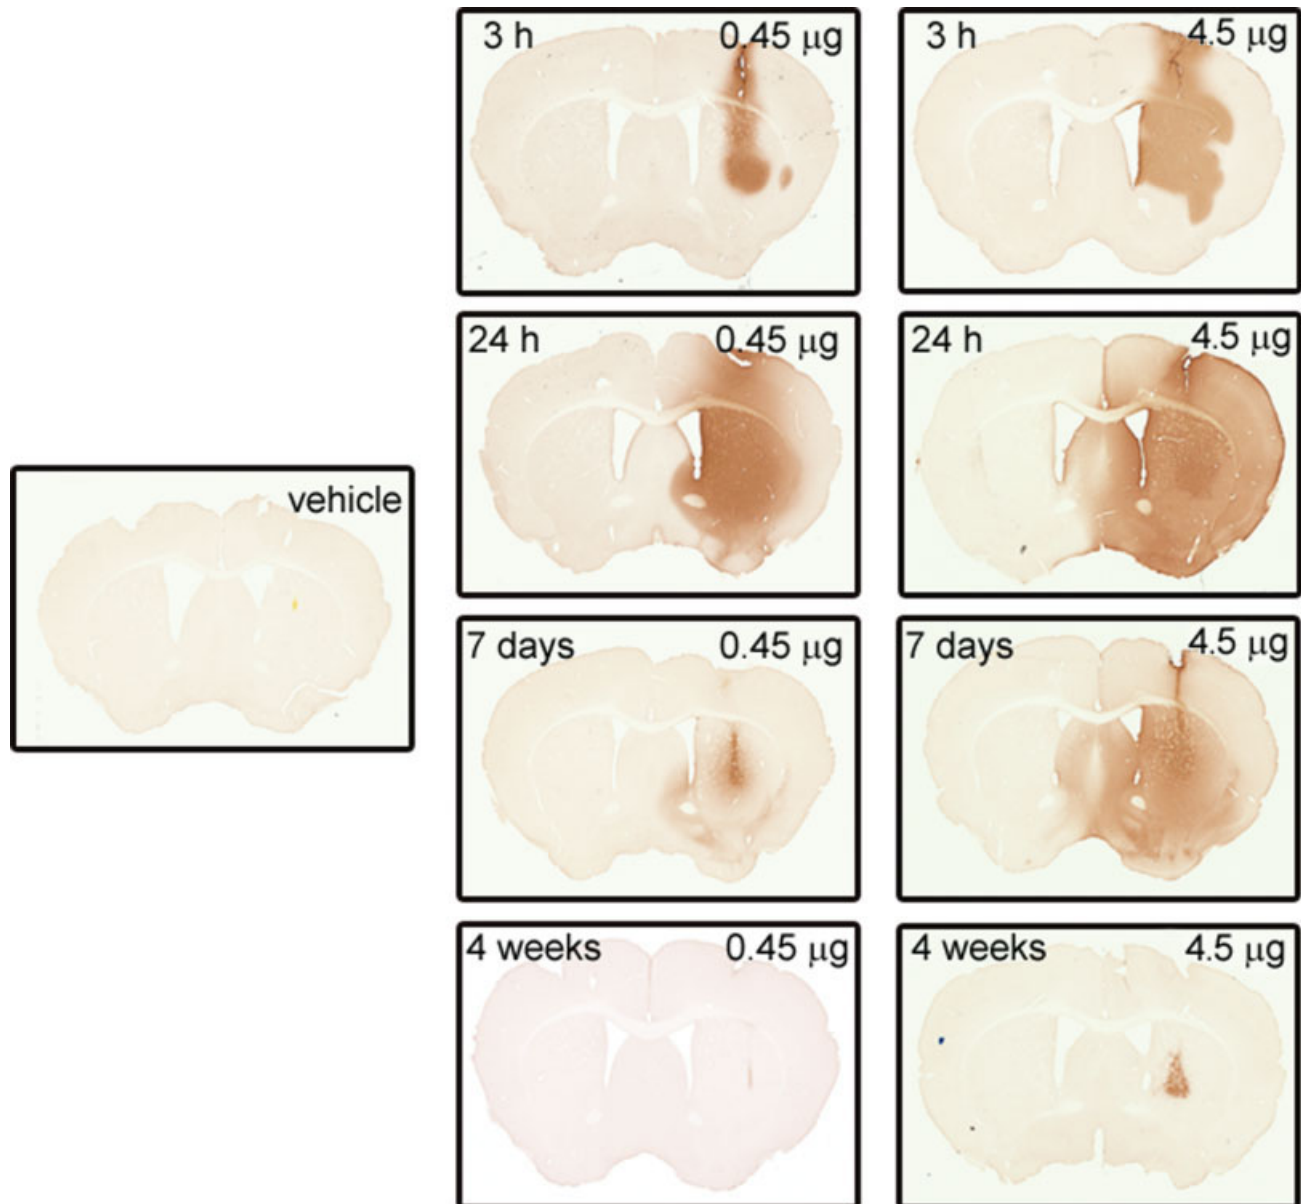 3 h 0.45 μg
3 h 4.5 μg
24 h 0.45 μg
24 h 4.5 μg
vehicle
7 days 0.45 μg
7 days 4.5 μg
4 weeks 0.45 μg
4 weeks 4.5 μg